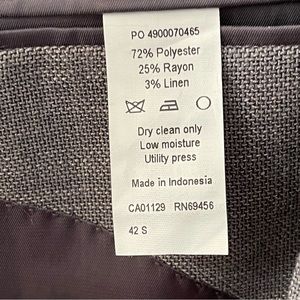 PO 4900070465
72% Polyester
25% Rayon
3% Linen
Dry clean only
Low moisture
Utility press
Made in Indonesia
CA01129 RN69456
42 S